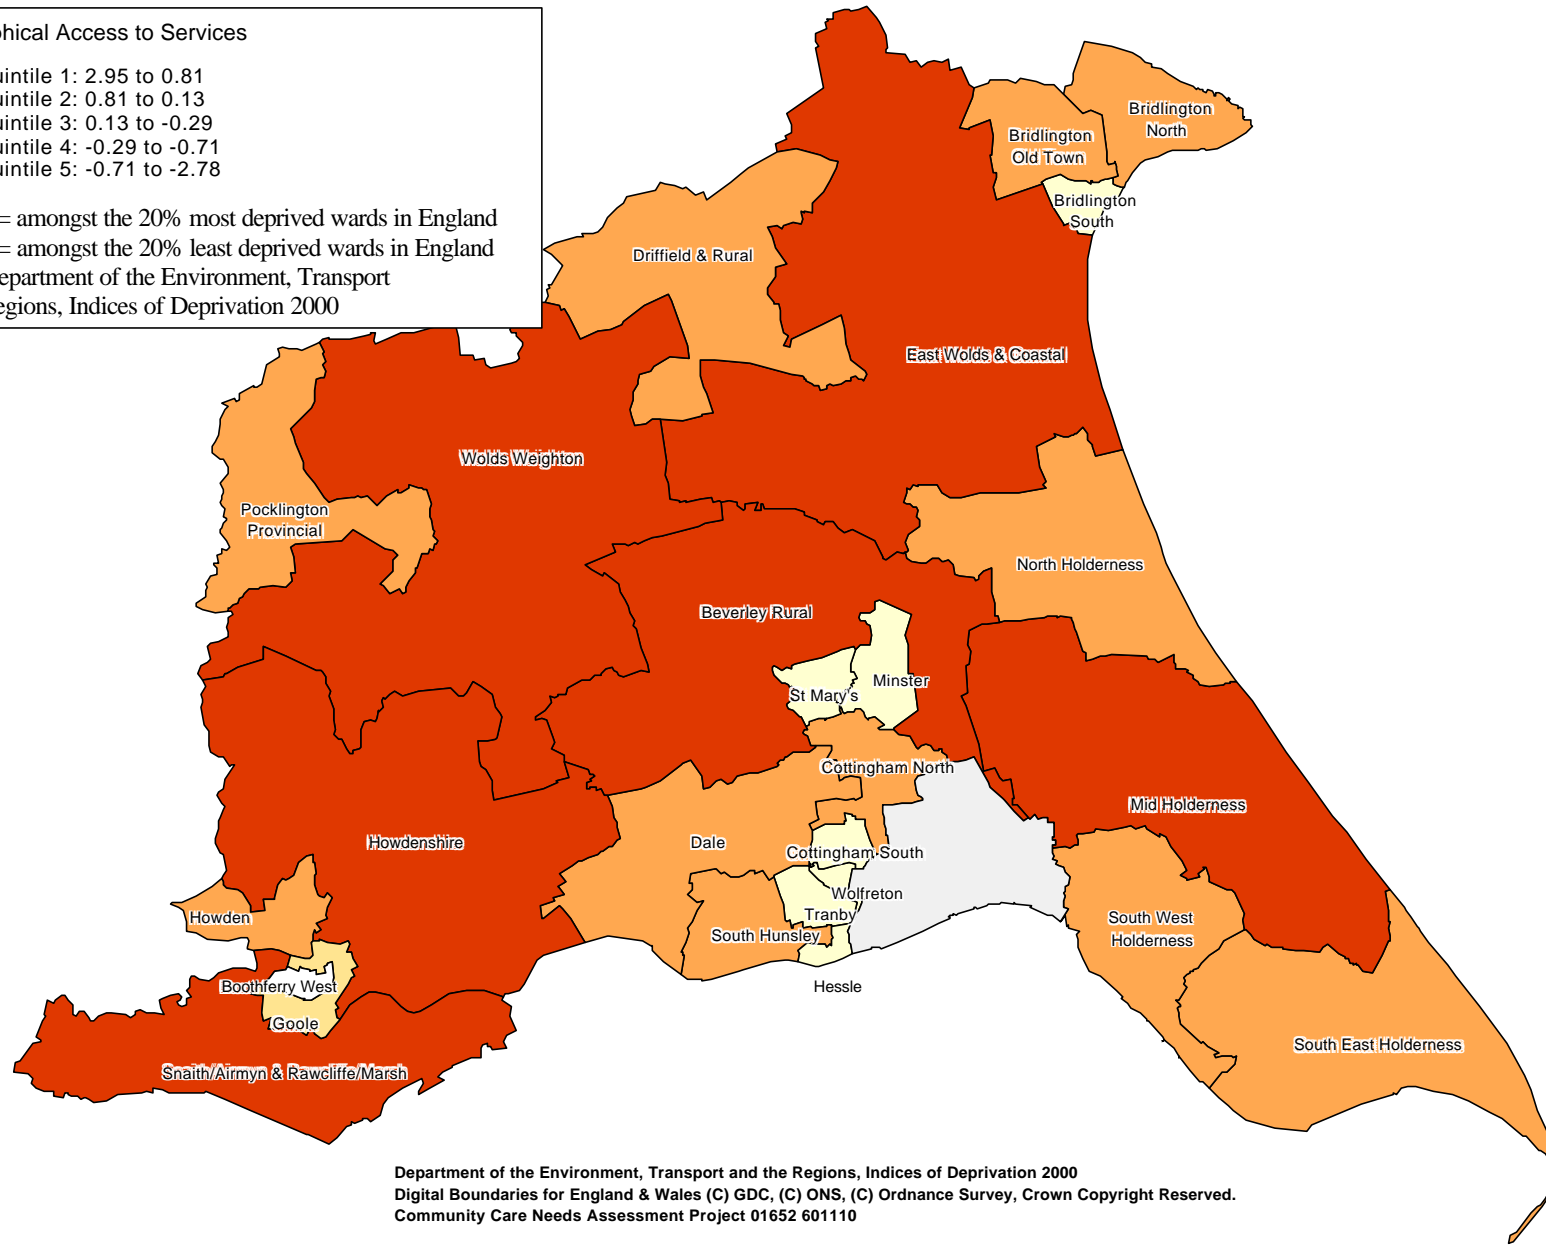 phical Access to Services
uintile 1: 2.95 to 0.81
uintile 2: 0.81 to 0.13
uintile 3: 0.13 to -0.29
uintile 4: -0.29 to -0.71
uintile 5: -0.71 to -2.78
= amongst the 20% most deprived wards in England
= amongst the 20% least deprived wards in England
epartment of the Environment, Transport
egions, Indices of Deprivation 2000
Bridlington
North
Bridlington
Old Town
Bridlington
South
Driffield & Rural
East Wolds & Coastal
Wolds Weighton
Pocklington
Provincial
North Holderness
Beverley Rural
Minster
St Mary's
Cottingham North
Mid Holderness
Howdenshire
Dale
Cottingham South
Wolfreton
Tranby
Howden
South Hunsley
South West
Holderness
Boothferry West
Hessle
Goole
South East Holderness
Snaith/Airmyn & Rawcliffe/Marsh
Department of the Environment, Transport and the Regions, Indices of Deprivation 2000
Digital Boundaries for England & Wales (C) GDC, (C) ONS, (C) Ordnance Survey, Crown Copyright Reserved.
Community Care Needs Assessment Project 01652 601110